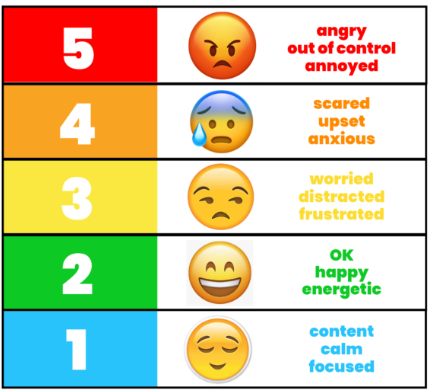 5
angry
out of control
annoyed
4
scared
upset
anxious
3
worried
distracted
frustrated
2
OK
happy
energetic
1
content
calm
focused